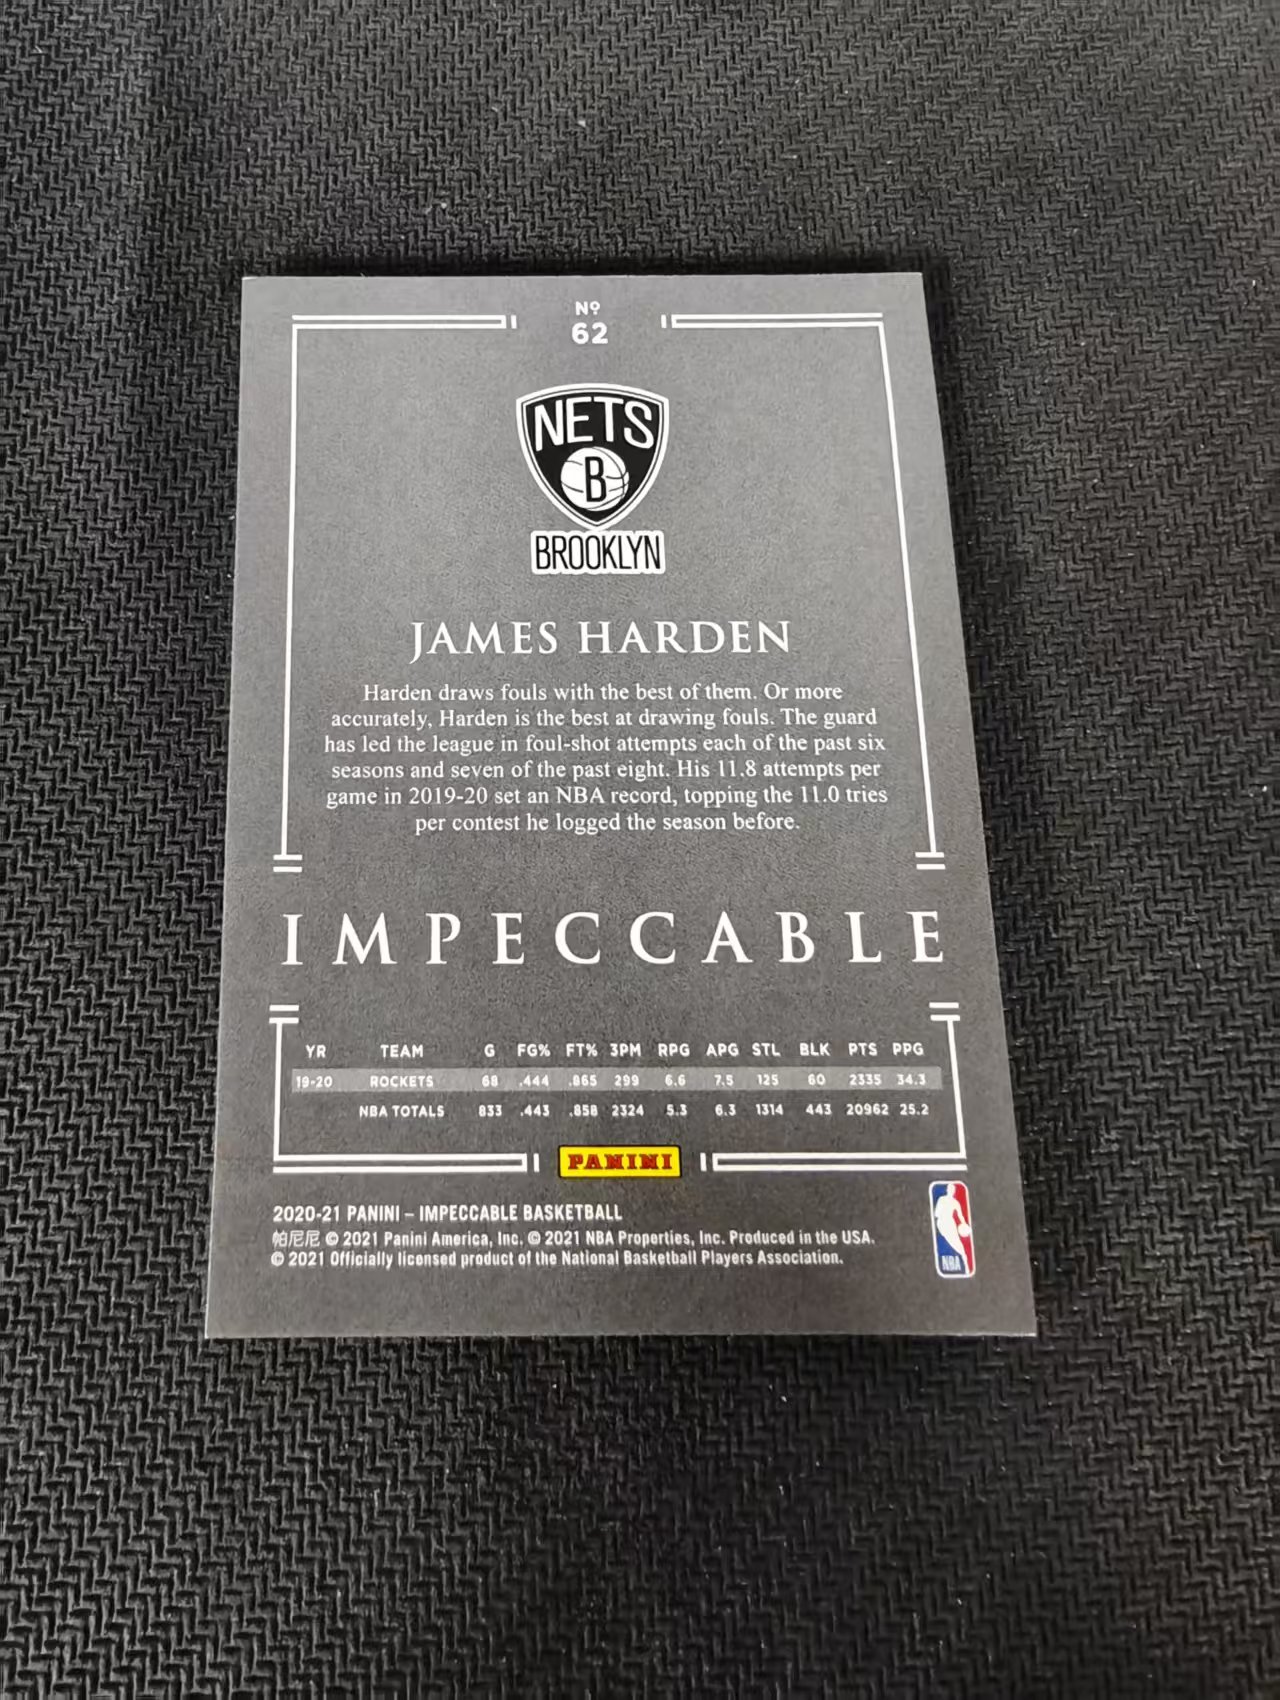 Nº
62
NETS
B
BROOKLYN
JAMES HARDEN
Harden draws fouls with the best of them. Or more
accurately, Harden is the best at drawing fouls. The guard
has led the league in foul-shot attempts each of the past six
seasons and seven of the past eight. His 11.8 attempts per
game in 2019-20 set an NBA record, topping the 11.0 tries
per contest he logged the season before.
IMPECCABLE
YR TEAM G FG% FT% 3PM RPG APG STL BLK PTS PPG
19-20 ROCKETS 68 .444 .865 299 6.6 7.5 125 60 2335 34.3
NBA TOTALS 833 .443 .858 2324 5.3 6.3 1314 443 20962 25.2
PANINI
2020-21 PANINI – IMPECCABLE BASKETBALL
帕尼尼 © 2021 Panini America, Inc. © 2021 NBA Properties, Inc. Produced in the USA.
© 2021 Officially licensed product of the National Basketball Players Association.
NBA